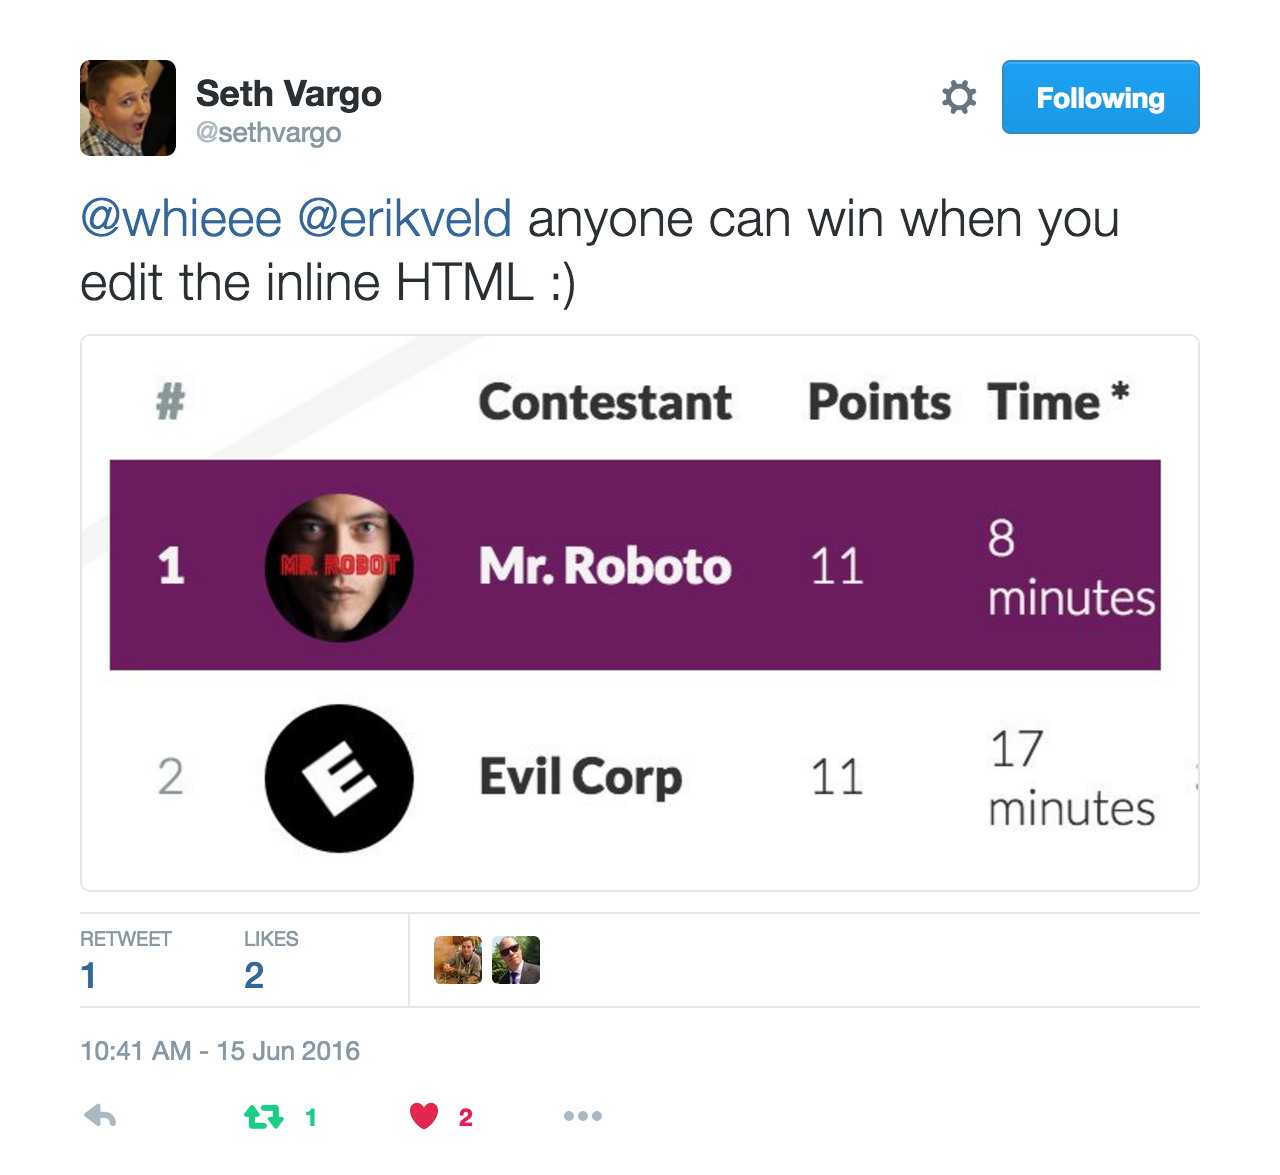 Seth Vargo
@sethvargo
Following
@whieee @erikveld anyone can win when you
edit the inline HTML :)
# Contestant Points Time *
1 MR. ROBOT Mr. Roboto 11 8
minutes
2 E Evil Corp 11 17
minutes
RETWEET LIKES
1 2
10:41 AM - 15 Jun 2016
1 2